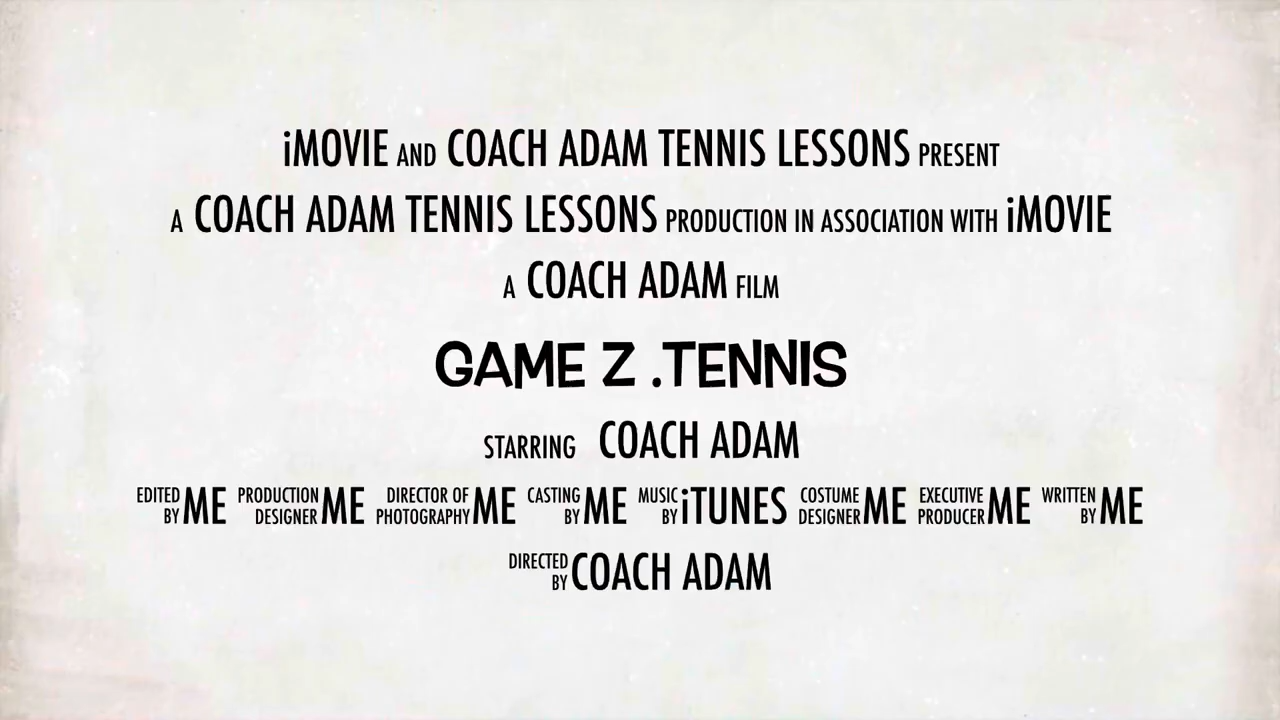 iMOVIE AND COACH ADAM TENNIS LESSONS PRESENT
A COACH ADAM TENNIS LESSONS PRODUCTION IN ASSOCIATION WITH iMOVIE
A COACH ADAM FILM
GAME Z .TENNIS
STARRING COACH ADAM
EDITED BY ME PRODUCTION DESIGNER ME DIRECTOR OF PHOTOGRAPHY ME CASTING BY ME MUSIC BY iTUNES COSTUME DESIGNER ME EXECUTIVE PRODUCER ME WRITTEN BY ME
DIRECTED BY COACH ADAM